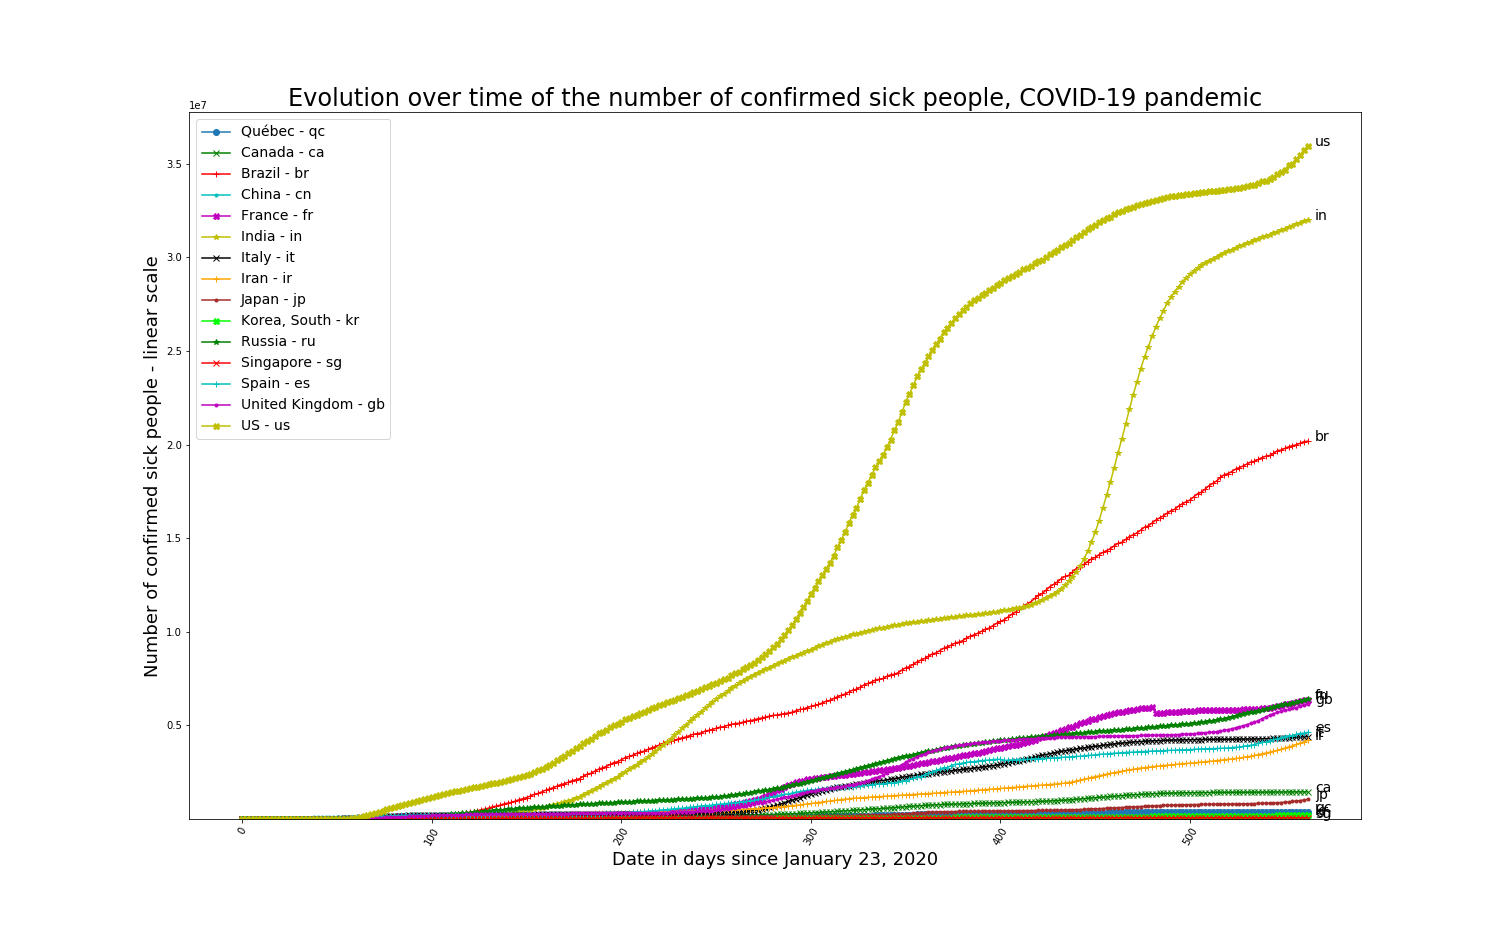 Evolution over time of the number of confirmed sick people, COVID-19 pandemic
1e7
Québec - qc
Canada - ca
Brazil - br
China - cn
France - fr
India - in
Italy - it
Iran - ir
Japan - jp
Korea, South - kr
Russia - ru
Singapore - sg
Spain - es
United Kingdom - gb
US - us
3.5
3.0
2.5
2.0
1.5
1.0
0.5
Number of confirmed sick people - linear scale
us
in
br
gb
es
ca
jp
sg
0
100
200
300
400
500
Date in days since January 23, 2020